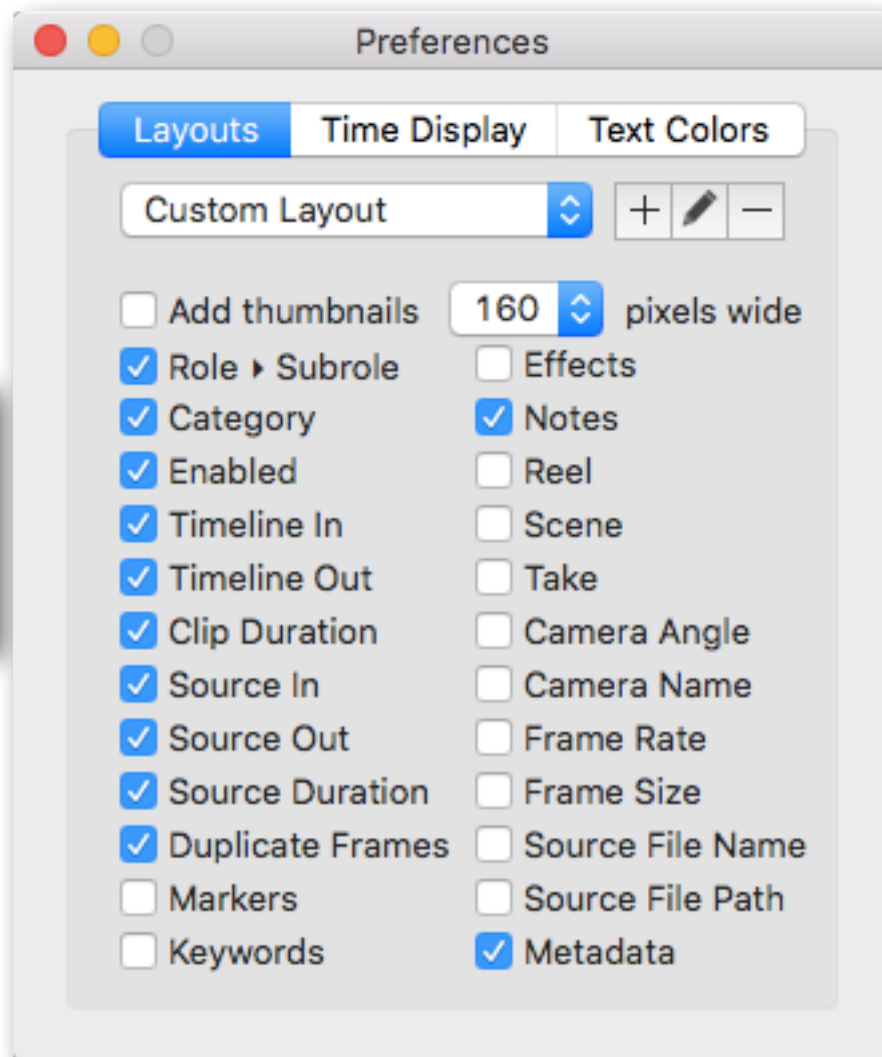 Preferences
Layouts Time Display Text Colors
Custom Layout
Add thumbnails 160 pixels wide
Role ▸ Subrole Effects
Category Notes
Enabled Reel
Timeline In Scene
Timeline Out Take
Clip Duration Camera Angle
Source In Camera Name
Source Out Frame Rate
Source Duration Frame Size
Duplicate Frames Source File Name
Markers Source File Path
Keywords Metadata